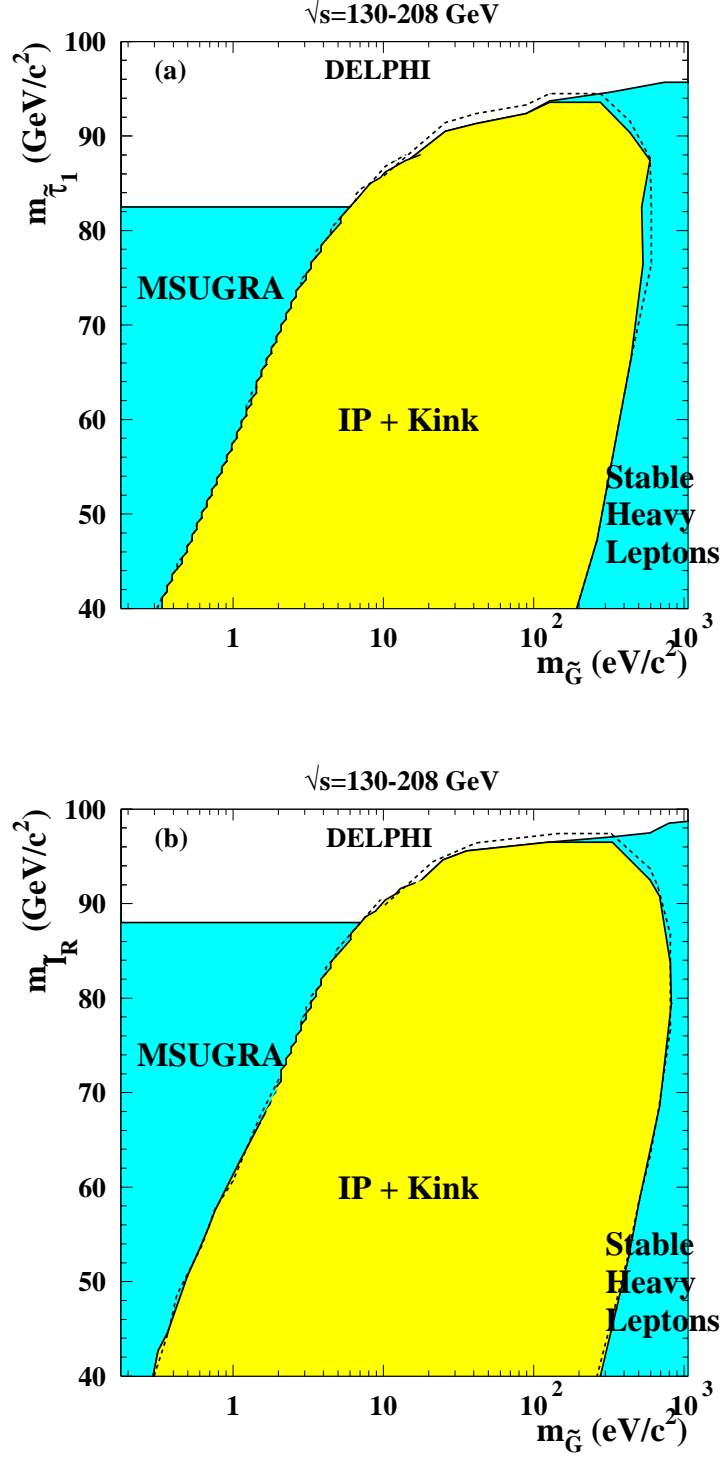 √s=130-208 GeV
m_τ̃₁ (GeV/c²)
(a)
DELPHI
100
90
80
70
60
50
40
MSUGRA
IP + Kink
Stable
Heavy
Leptons
1
10
10²
10³
m_G̃ (eV/c²)
√s=130-208 GeV
m_l̃_R (GeV/c²)
(b)
DELPHI
100
90
80
70
60
50
40
MSUGRA
IP + Kink
Stable
Heavy
Leptons
1
10
10²
10³
m_G̃ (eV/c²)